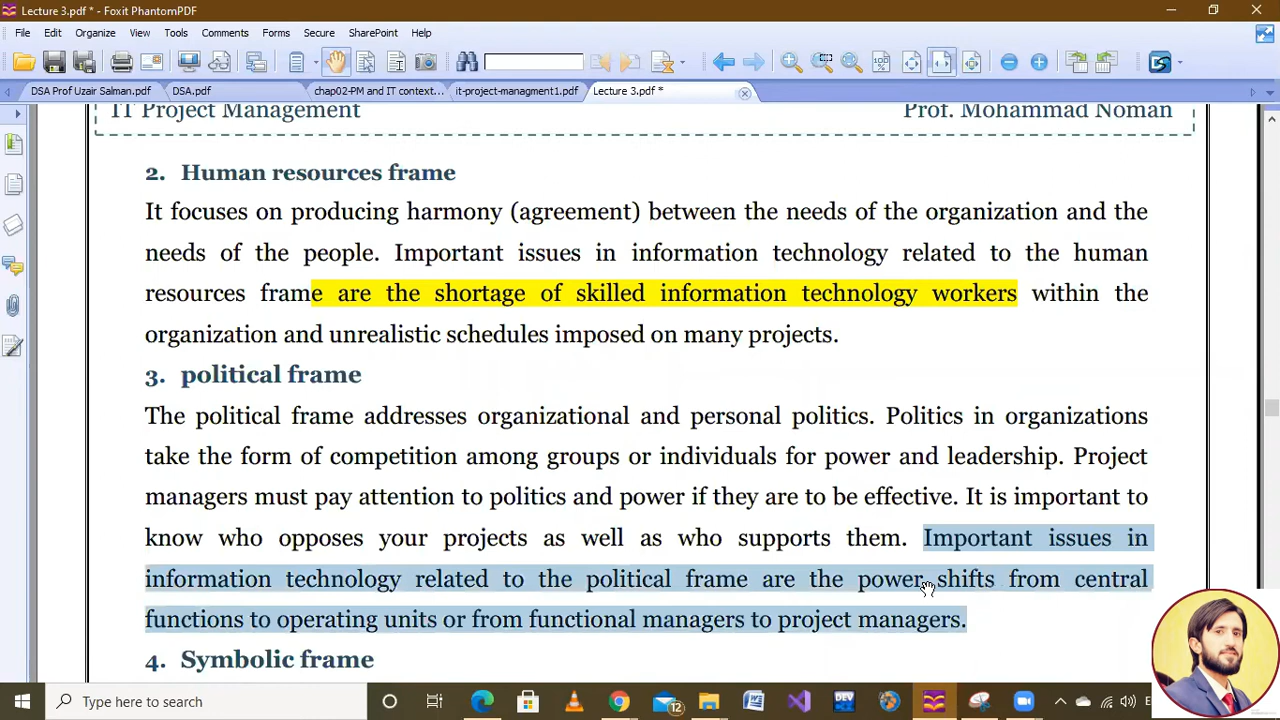 Lecture 3.pdf * - Foxit PhantomPDF
File Edit Organize View Tools Comments Forms Secure SharePoint Help
DSA Prof Uzair Salman.pdf DSA.pdf chap02-PM and IT context... it-project-managment1.pdf Lecture 3.pdf *
IT Project Management Prof. Mohammad Noman
2. Human resources frame
It focuses on producing harmony (agreement) between the needs of the organization and the
needs of the people. Important issues in information technology related to the human
resources frame are the shortage of skilled information technology workers within the
organization and unrealistic schedules imposed on many projects.
3. political frame
The political frame addresses organizational and personal politics. Politics in organizations
take the form of competition among groups or individuals for power and leadership. Project
managers must pay attention to politics and power if they are to be effective. It is important to
know who opposes your projects as well as who supports them. Important issues in
information technology related to the political frame are the power shifts from central
functions to operating units or from functional managers to project managers.
4. Symbolic frame
Type here to search
12